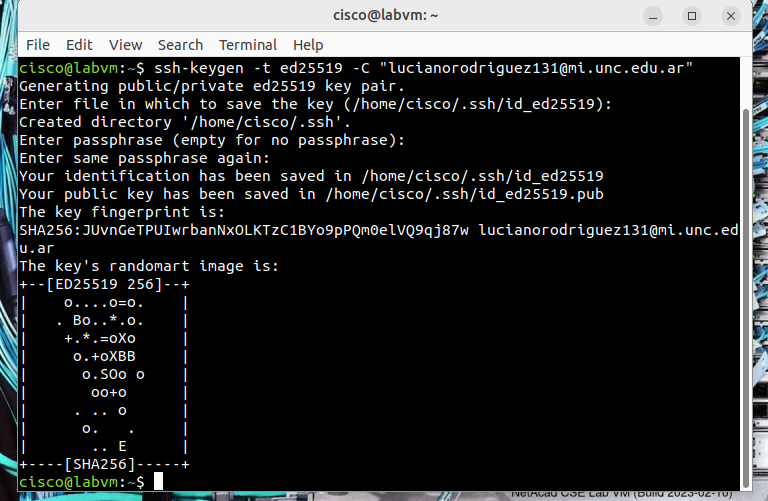 cisco@labvm: ~
File Edit View Search Terminal Help
cisco@labvm:~$ ssh-keygen -t ed25519 -C "lucianorodriguez131@mi.unc.edu.ar"
Generating public/private ed25519 key pair.
Enter file in which to save the key (/home/cisco/.ssh/id_ed25519):
Created directory '/home/cisco/.ssh'.
Enter passphrase (empty for no passphrase):
Enter same passphrase again:
Your identification has been saved in /home/cisco/.ssh/id_ed25519
Your public key has been saved in /home/cisco/.ssh/id_ed25519.pub
The key fingerprint is:
SHA256:JUvnGeTPUIwrbanNxOLKTzC1BYo9pPQm0elVQ9qj87w lucianorodriguez131@mi.unc.ed
u.ar
The key's randomart image is:
+--[ED25519 256]--+
|    o....o=o.    |
|   . Bo..*.o.    |
|    +.*.=oXo     |
|     o.+oXBB     |
|      o.SOo o    |
|       oo+o      |
|     . .. o      |
|      o.   .     |
|       .. E      |
+----[SHA256]-----+
cisco@labvm:~$
NetAcad CSE Lab VM (Build 2023-02-10)